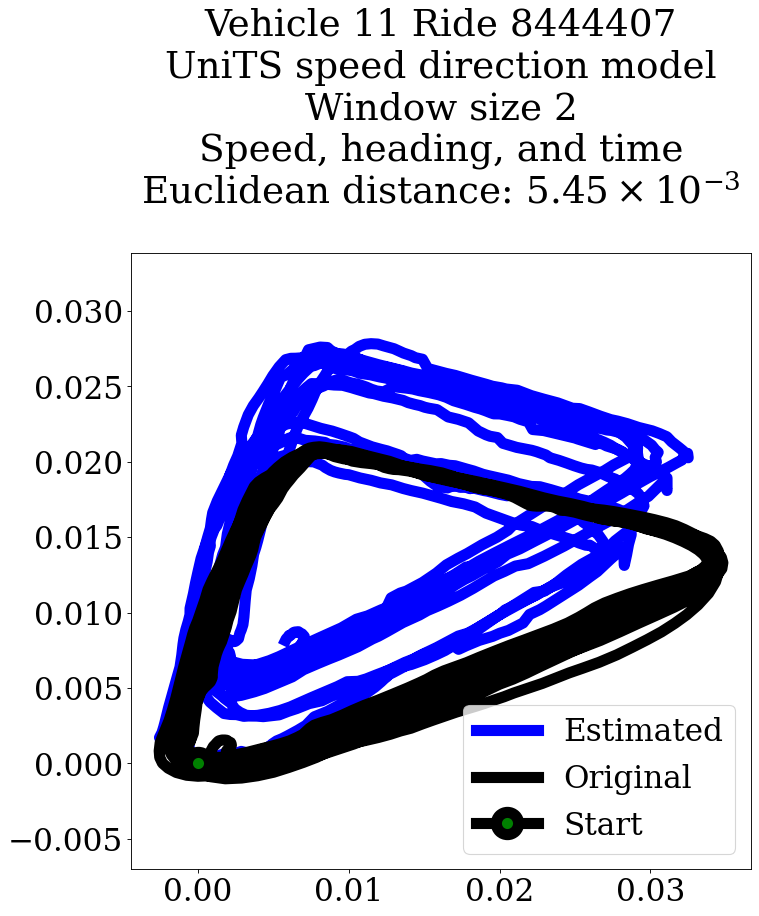 Vehicle 11 Ride 8444407
UniTS speed direction model
Window size 2
Speed, heading, and time
Euclidean distance: 5.45 × 10⁻³
0.030
0.025
0.020
0.015
0.010
0.005
0.000
−0.005
Estimated
Original
Start
0.00 0.01 0.02 0.03